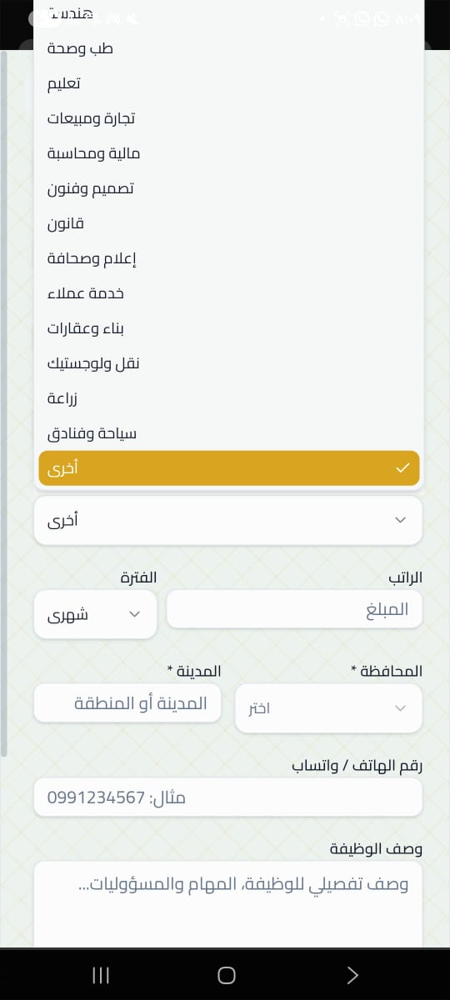 هندسة
٨:٠٩
طب وصحة
تعليم
تجارة ومبيعات
مالية ومحاسبة
تصميم وفنون
قانون
إعلام وصحافة
خدمة عملاء
بناء وعقارات
نقل ولوجستيك
زراعة
سياحة وفنادق
أخرى
أخرى
الراتب
الفترة
المبلغ
شهري
المحافظة *
المدينة *
اختر
المدينة أو المنطقة
رقم الهاتف / واتساب
مثال: 0991234567
وصف الوظيفة
وصف تفصيلي للوظيفة، المهام والمسؤوليات...